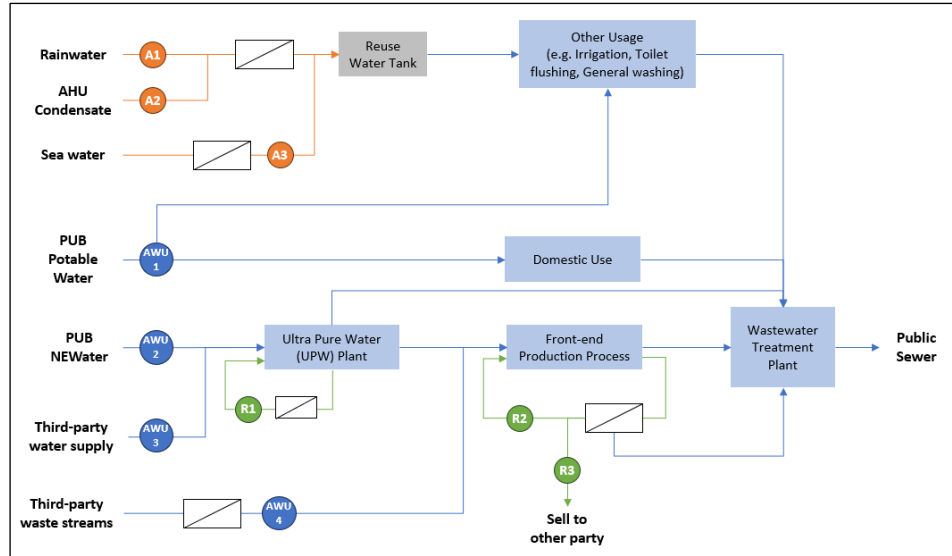 Rainwater
A1
AHU
Condensate
A2
Sea water
A3
Reuse
Water Tank
Other Usage
(e.g. Irrigation, Toilet
flushing, General washing)
PUB
Potable
Water
AWU
1
Domestic Use
PUB
NEWater
AWU
2
Ultra Pure Water
(UPW) Plant
Front-end
Production Process
Wastewater
Treatment
Plant
Public
Sewer
R1
R2
R3
Third-party
water supply
AWU
3
Third-party
waste streams
AWU
4
Sell to
other party